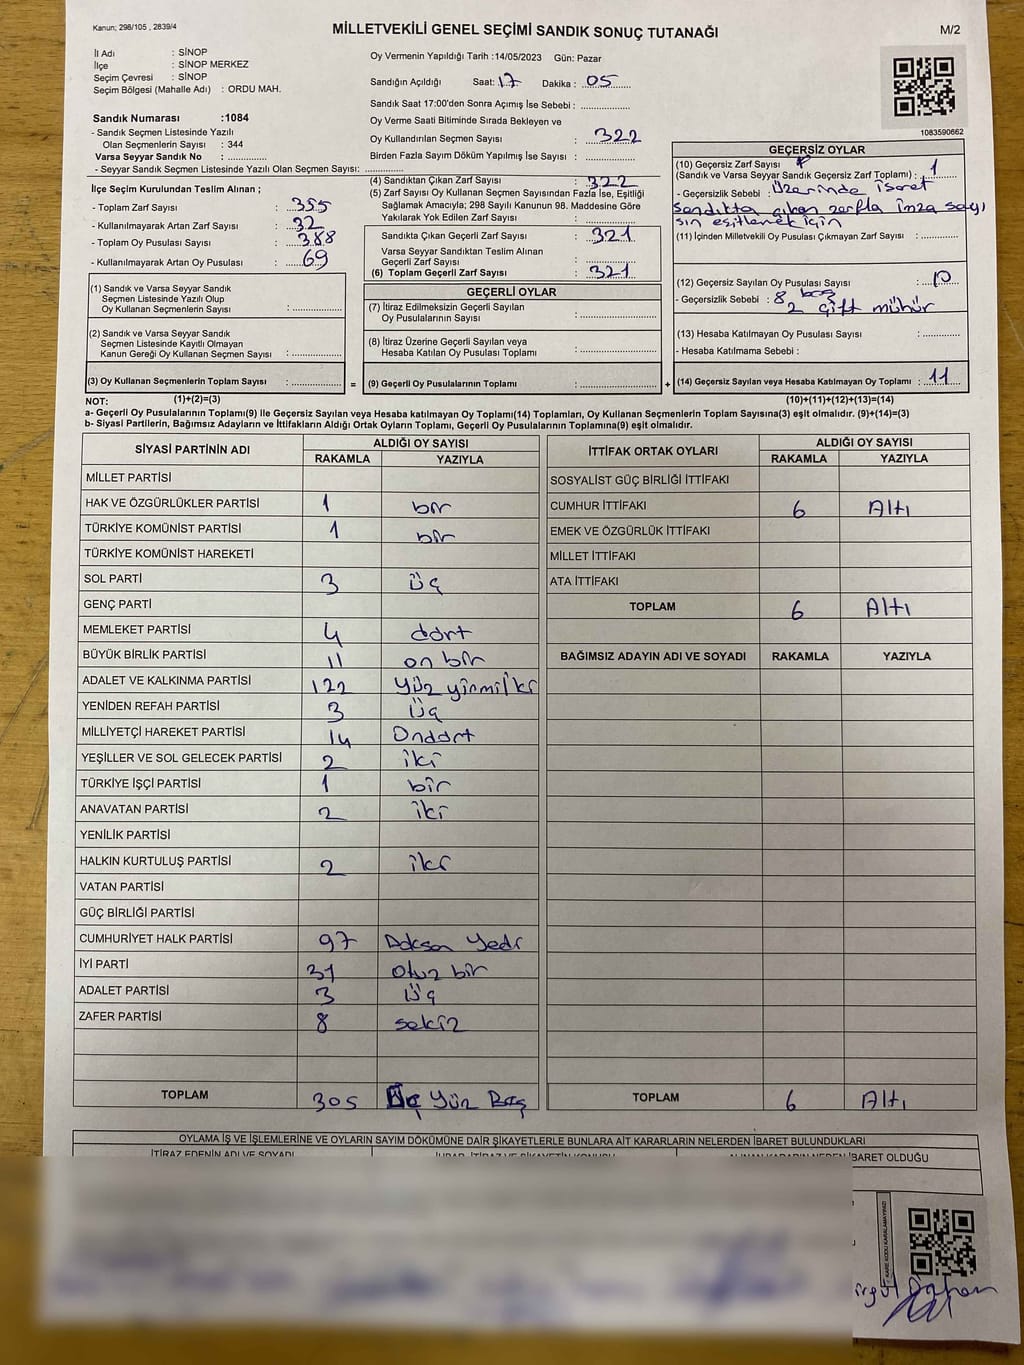 Kanun; 298/105 , 2839/4
MİLLETVEKİLİ GENEL SEÇİMİ SANDIK SONUÇ TUTANAĞI
M/2
İl Adı : SİNOP
İlçe : SİNOP MERKEZ
Seçim Çevresi : SİNOP
Seçim Bölgesi (Mahalle Adı) : ORDU MAH.
Sandık Numarası :1084
- Sandık Seçmen Listesinde Yazılı
Olan Seçmenlerin Sayısı : 344
Varsa Seyyar Sandık No :
- Seyyar Sandık Seçmen Listesinde Yazılı Olan Seçmen Sayısı:
İlçe Seçim Kurulundan Teslim Alınan ;
- Toplam Zarf Sayısı : 355
- Kullanılmayarak Artan Zarf Sayısı : 32
- Toplam Oy Pusulası Sayısı : 388
- Kullanılmayarak Artan Oy Pusulası : 69
(1) Sandık ve Varsa Seyyar Sandık
Seçmen Listesinde Yazılı Olup
Oy Kullanan Seçmenlerin Sayısı :
(2) Sandık ve Varsa Seyyar Sandık
Seçmen Listesinde Kayıtlı Olmayan
Kanun Gereği Oy Kullanan Seçmen Sayısı :
(3) Oy Kullanan Seçmenlerin Toplam Sayısı :
Oy Vermenin Yapıldığı Tarih :14/05/2023 Gün: Pazar
Sandığın Açıldığı Saat: 17 Dakika : 05
Sandık Saat 17:00'den Sonra Açımış İse Sebebi :
Oy Verme Saati Bitiminde Sırada Bekleyen ve
Oy Kullandırılan Seçmen Sayısı : 322
Birden Fazla Sayım Döküm Yapılmış İse Sayısı :
(4) Sandıktan Çıkan Zarf Sayısı : 322
(5) Zarf Sayısı Oy Kullanan Seçmen Sayısından Fazla İse, Eşitliği
Sağlamak Amacıyla; 298 Sayılı Kanunun 98. Maddesine Göre
Yakılarak Yok Edilen Zarf Sayısı :
Sandıkta Çıkan Geçerli Zarf Sayısı : 321
Varsa Seyyar Sandıktan Teslim Alınan
Geçerli Zarf Sayısı :
(6) Toplam Geçerli Zarf Sayısı : 321
GEÇERLİ OYLAR
(7) İtiraz Edilmeksizin Geçerli Sayılan
Oy Pusulalarının Sayısı :
(8) İtiraz Üzerine Geçerli Sayılan veya
Hesaba Katılan Oy Pusulası Toplamı :
= (9) Geçerli Oy Pusulalarının Toplamı : +
1083590662
GEÇERSİZ OYLAR
(10) Geçersiz Zarf Sayısı
(Sandık ve Varsa Seyyar Sandık Geçersiz Zarf Toplamı) : 1
- Geçersizlik Sebebi : Üzerinde İşaret
Sandıkta çıkan zarfla imza sayı
sın eşitlenek için
(11) İçinden Milletvekili Oy Pusulası Çıkmayan Zarf Sayısı :
(12) Geçersiz Sayılan Oy Pusulası Sayısı : 10
- Geçersizlik Sebebi : 8 boş
2 çift mühür
(13) Hesaba Katılmayan Oy Pusulası Sayısı :
- Hesaba Katılmama Sebebi :
(14) Geçersiz Sayılan veya Hesaba Katılmayan Oy Toplamı : 11
NOT: (1)+(2)=(3) (10)+(11)+(12)+(13)=(14)
a- Geçerli Oy Pusulalarının Toplamı(9) ile Geçersiz Sayılan veya Hesaba katılmayan Oy Toplamı(14) Toplamları, Oy Kullanan Seçmenlerin Toplam Sayısına(3) eşit olmalıdır. (9)+(14)=(3)
b- Siyasi Partilerin, Bağımsız Adayların ve İttifakların Aldığı Ortak Oyların Toplamı, Geçerli Oy Pusulalarının Toplamına(9) eşit olmalıdır.
SİYASİ PARTİNİN ADI ALDIĞI OY SAYISI
RAKAMLA YAZIYLA
MİLLET PARTİSİ
HAK VE ÖZGÜRLÜKLER PARTİSİ 1 bir
TÜRKİYE KOMÜNİST PARTİSİ 1 bir
TÜRKİYE KOMÜNİST HAREKETİ
SOL PARTİ 3 üç
GENÇ PARTİ
MEMLEKET PARTİSİ 4 dört
BÜYÜK BİRLİK PARTİSİ 11 on bir
ADALET VE KALKINMA PARTİSİ 122 Yüz yirmi iki
YENİDEN REFAH PARTİSİ 3 üç
MİLLİYETÇİ HAREKET PARTİSİ 14 Ondört
YEŞİLLER VE SOL GELECEK PARTİSİ 2 iki
TÜRKİYE İŞÇİ PARTİSİ 1 bir
ANAVATAN PARTİSİ 2 iki
YENİLİK PARTİSİ
HALKIN KURTULUŞ PARTİSİ 2 iki
VATAN PARTİSİ
GÜÇ BİRLİĞİ PARTİSİ
CUMHURİYET HALK PARTİSİ 97 Doksan Yedi
İYİ PARTİ 31 otuz bir
ADALET PARTİSİ 3 Üç
ZAFER PARTİSİ 8 sekiz
TOPLAM 305 Üç Yüz Beş
İTTİFAK ORTAK OYLARI ALDIĞI OY SAYISI
RAKAMLA YAZIYLA
SOSYALİST GÜÇ BİRLİĞİ İTTİFAKI
CUMHUR İTTİFAKI 6 Altı
EMEK VE ÖZGÜRLÜK İTTİFAKI
MİLLET İTTİFAKI
ATA İTTİFAKI
TOPLAM 6 Altı
BAĞIMSIZ ADAYIN ADI VE SOYADI RAKAMLA YAZIYLA
TOPLAM 6 Altı
OYLAMA İŞ VE İŞLEMLERİNE VE OYLARIN SAYIM DÖKÜMÜNE DAİR ŞİKAYETLERLE BUNLARA AİT KARARLARIN NELERDEN İBARET BULUNDUKLARI
İTİRAZ EDENİN ADI VE SOYADI İHBAR, İTİRAZ VE ŞİKAYETİN KONUSU ALINAN KARARIN NEDEN İBARET OLDUĞU
KARE KODU KARALAMAYINIZ!